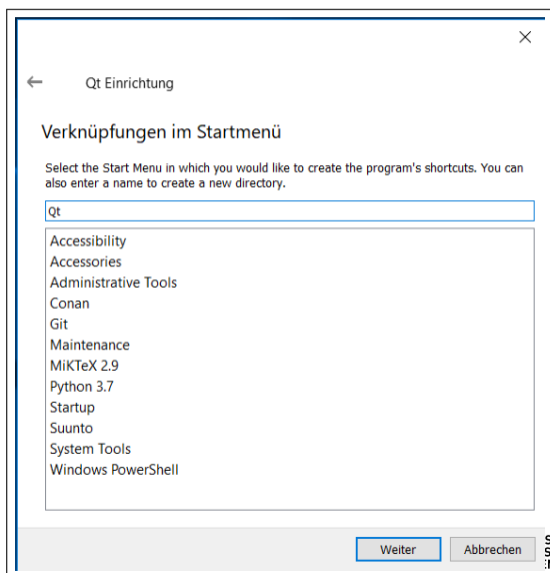 Qt Einrichtung
Verknüpfungen im Startmenü
Select the Start Menu in which you would like to create the program's shortcuts. You can
also enter a name to create a new directory.
Qt
Accessibility
Accessories
Administrative Tools
Conan
Git
Maintenance
MiKTeX 2.9
Python 3.7
Startup
Suunto
System Tools
Windows PowerShell
Weiter
Abbrechen